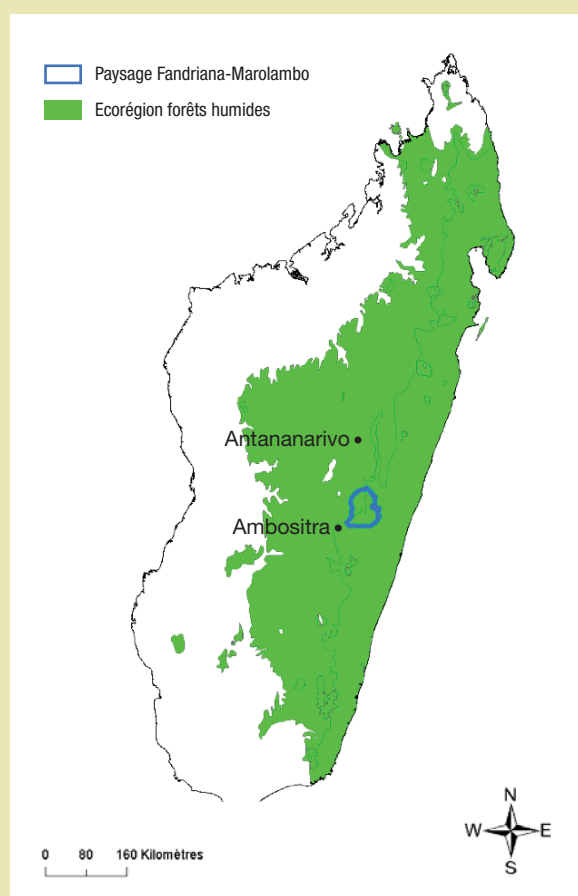 Paysage Fandriana-Marolambo
Ecorégion forêts humides
Antananarivo
Ambositra
N
W E
S
0 80 160 Kilomètres